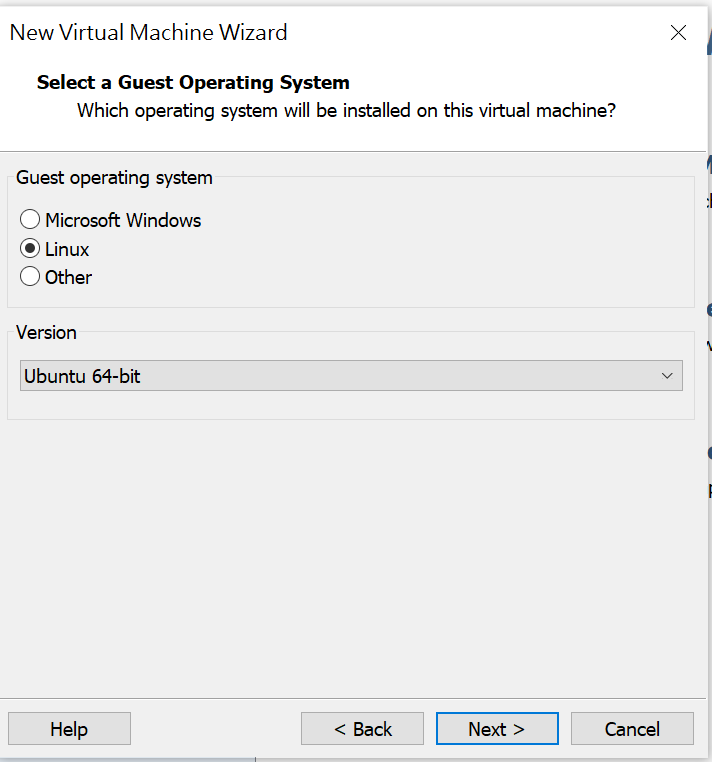 New Virtual Machine Wizard
Select a Guest Operating System
Which operating system will be installed on this virtual machine?
Guest operating system
Microsoft Windows
Linux
Other
Version
Ubuntu 64-bit
Help
< Back
Next >
Cancel